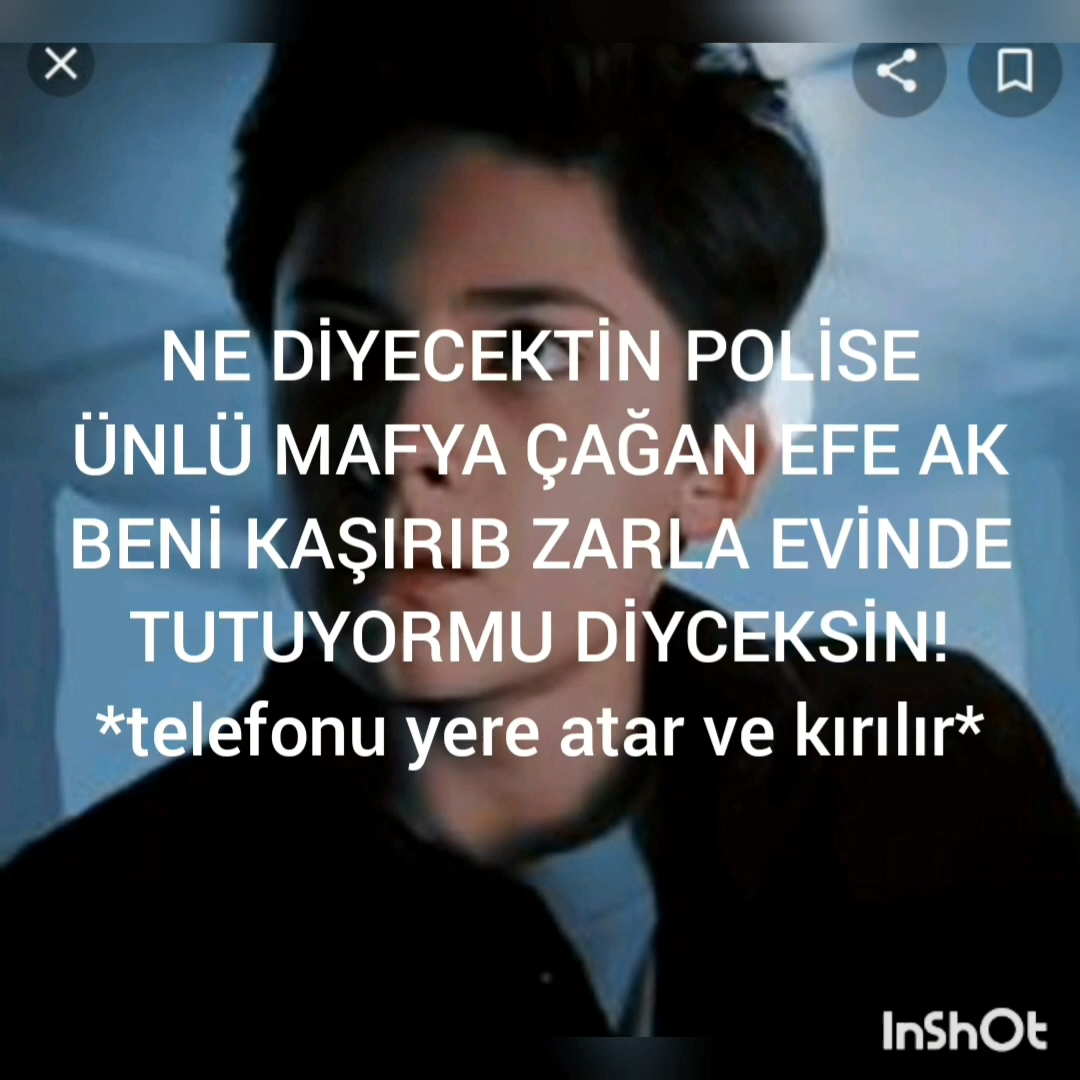 NE DİYECEKTİN POLİSE
ÜNLÜ MAFYA ÇAĞAN EFE AK
BENİ KAŞIRIB ZARLA EVİNDE
TUTUYORMU DİYCEKSİN!
*telefonu yere atar ve kırılır*
InShOt